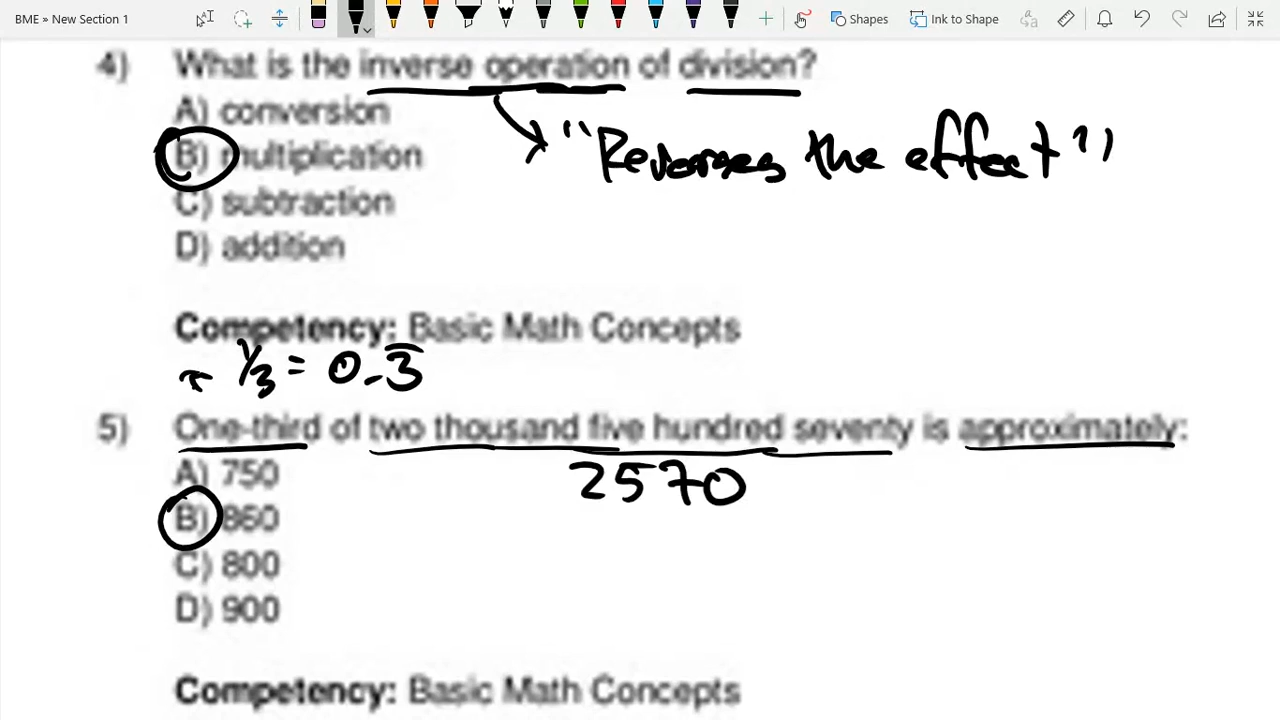 BME » New Section 1 Shapes Ink to Shape
4) What is the inverse operation of division?
A) conversion
B) multiplication
"Reverses the effect"
C) subtraction
D) addition
Competency: Basic Math Concepts
1/3 = 0.3̅
5) One-third of two thousand five hundred seventy is approximately:
2570
A) 750
B) 860
C) 800
D) 900
Competency: Basic Math Concepts